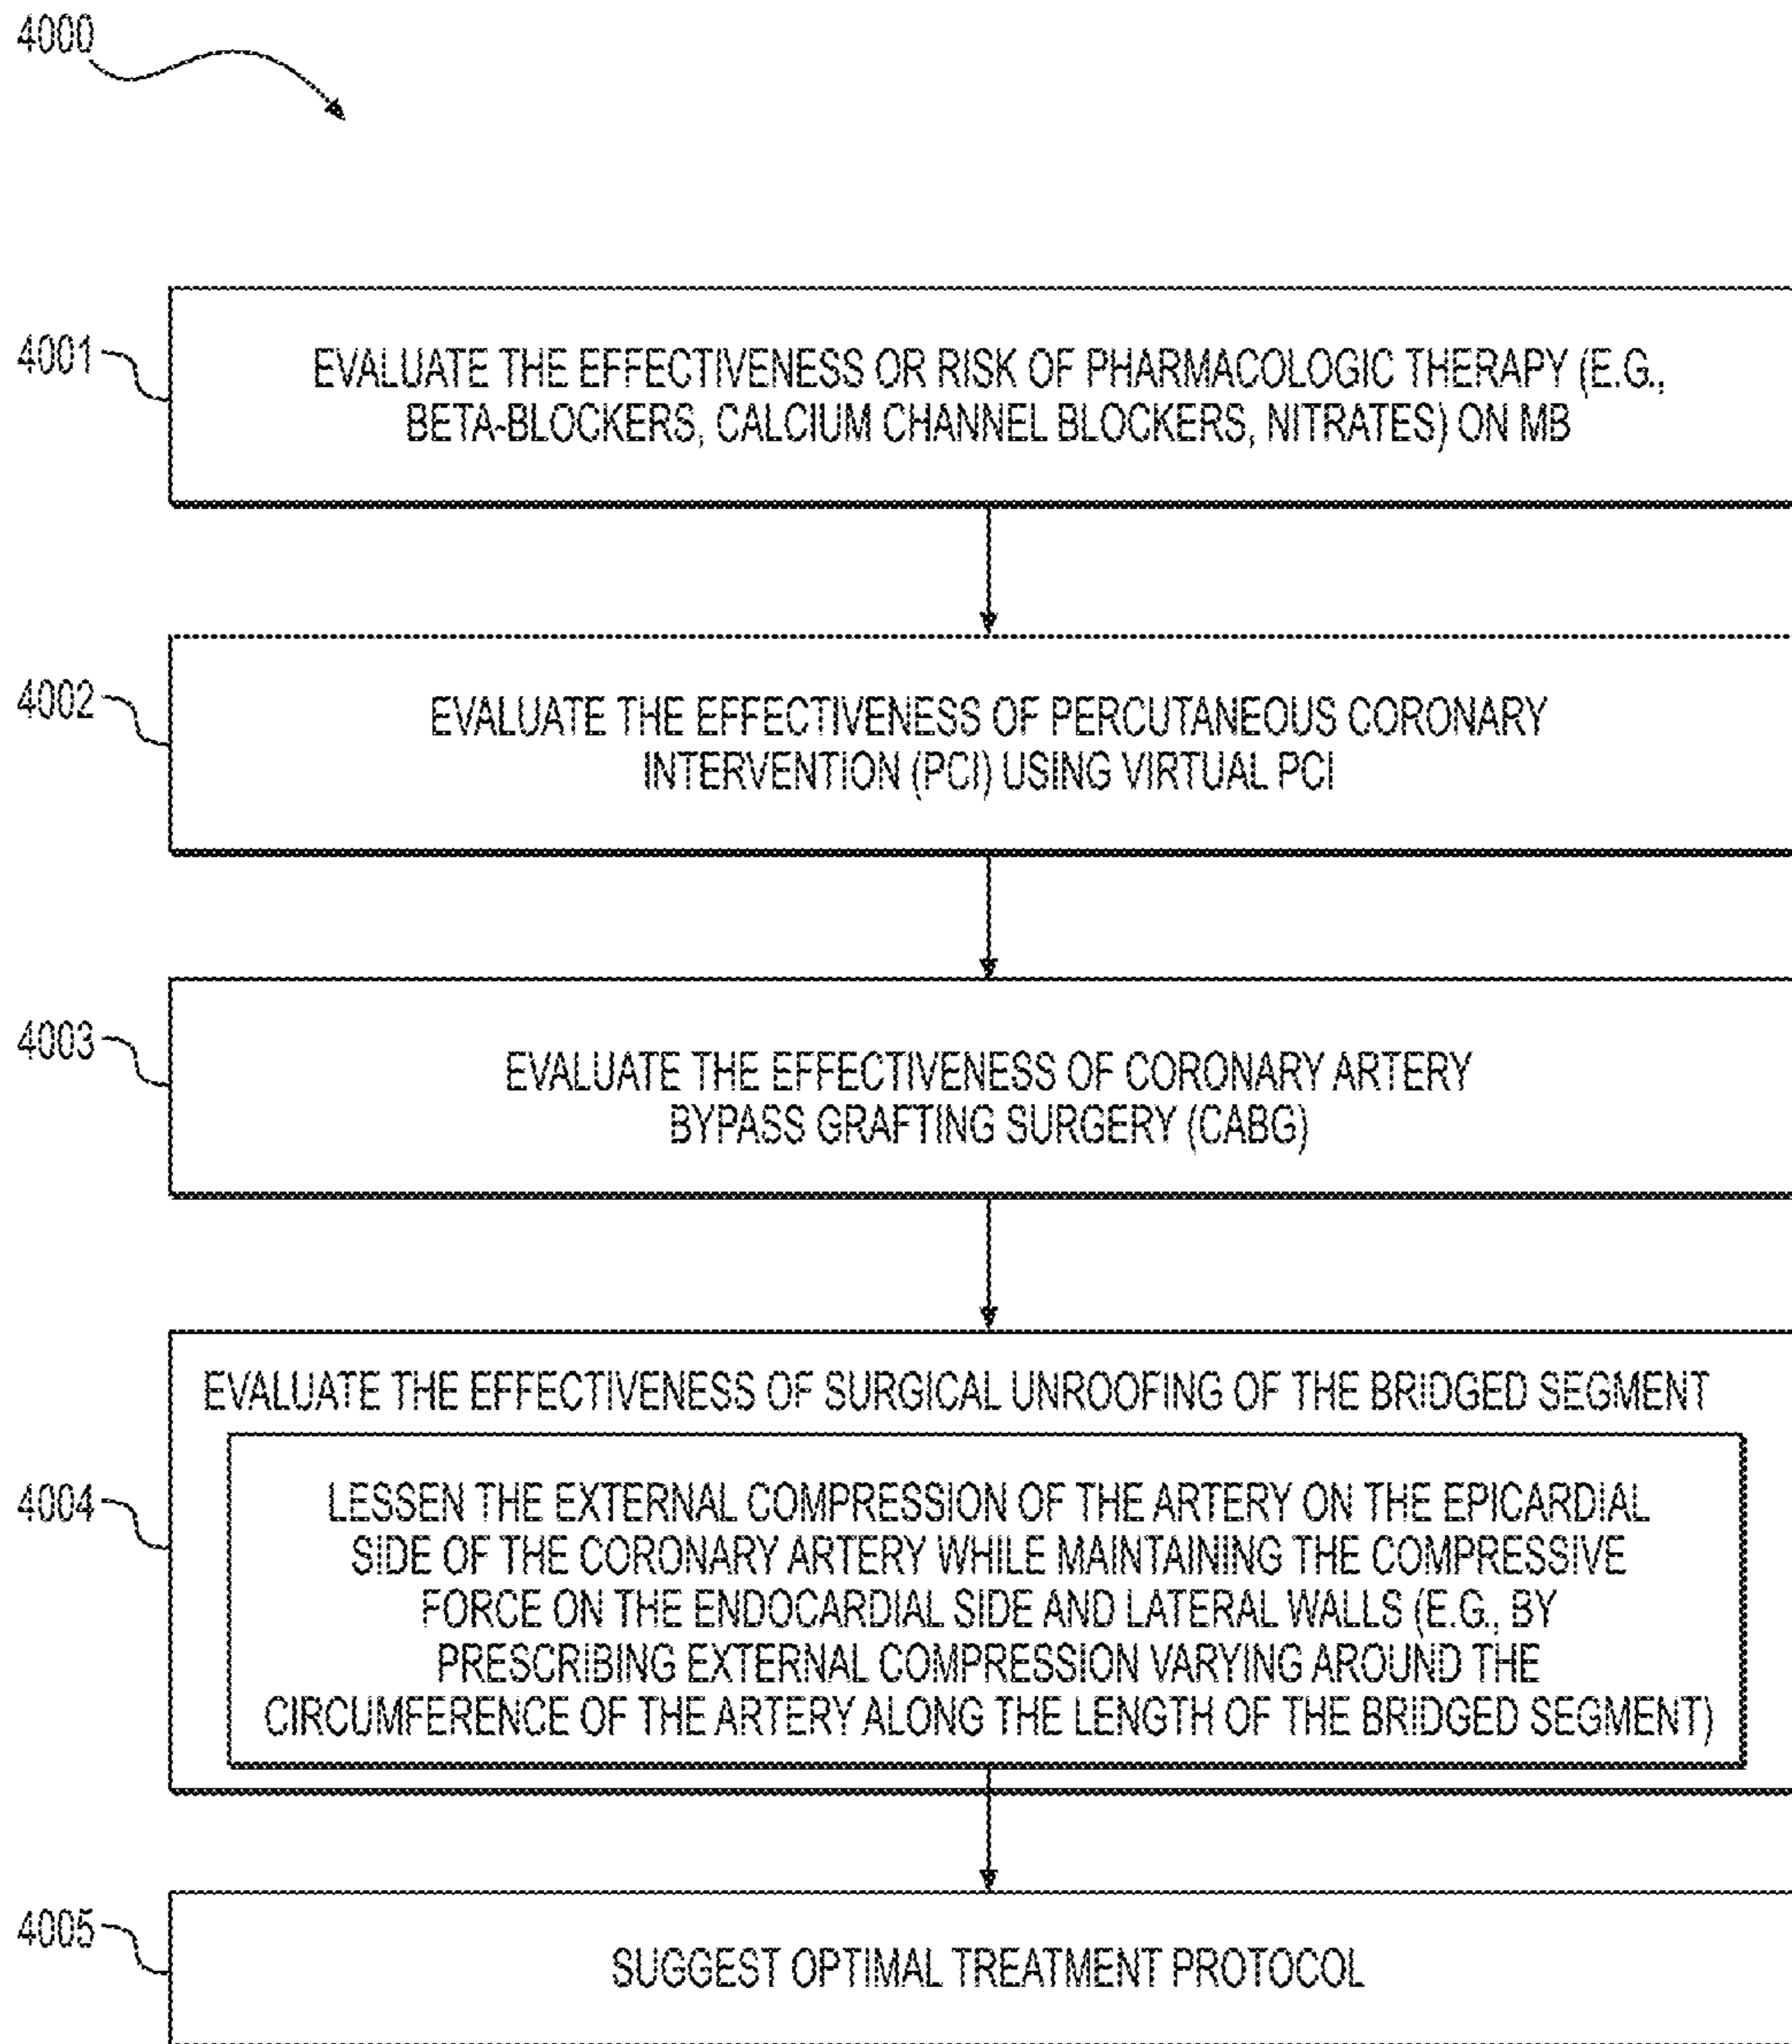 4000
4001
EVALUATE THE EFFECTIVENESS OR RISK OF PHARMACOLOGIC THERAPY (E.G.,
BETA-BLOCKERS, CALCIUM CHANNEL BLOCKERS, NITRATES) ON MB
4002
EVALUATE THE EFFECTIVENESS OF PERCUTANEOUS CORONARY
INTERVENTION (PCI) USING VIRTUAL PCI
4003
EVALUATE THE EFFECTIVENESS OF CORONARY ARTERY
BYPASS GRAFTING SURGERY (CABG)
4004
EVALUATE THE EFFECTIVENESS OF SURGICAL UNROOFING OF THE BRIDGED SEGMENT
LESSEN THE EXTERNAL COMPRESSION OF THE ARTERY ON THE EPICARDIAL
SIDE OF THE CORONARY ARTERY WHILE MAINTAINING THE COMPRESSIVE
FORCE ON THE ENDOCARDIAL SIDE AND LATERAL WALLS (E.G., BY
PRESCRIBING EXTERNAL COMPRESSION VARYING AROUND THE
CIRCUMFERENCE OF THE ARTERY ALONG THE LENGTH OF THE BRIDGED SEGMENT)
4005
SUGGEST OPTIMAL TREATMENT PROTOCOL